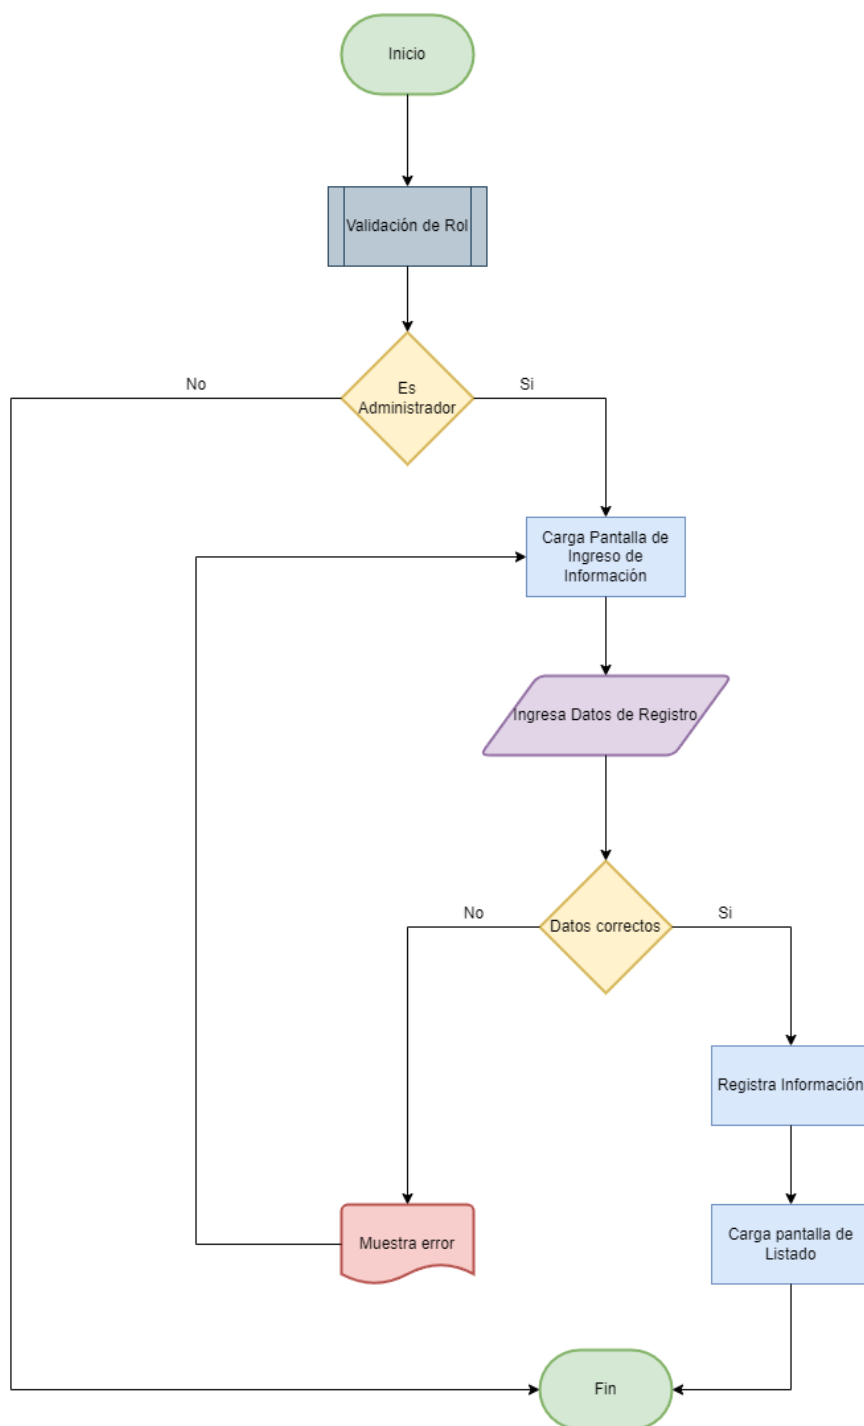 Inicio
Validación de Rol
No
Es
Administrador
Si
Carga Pantalla de
Ingreso de
Información
Ingresa Datos de Registro
No
Datos correctos
Si
Registra Información
Muestra error
Carga pantalla de
Listado
Fin